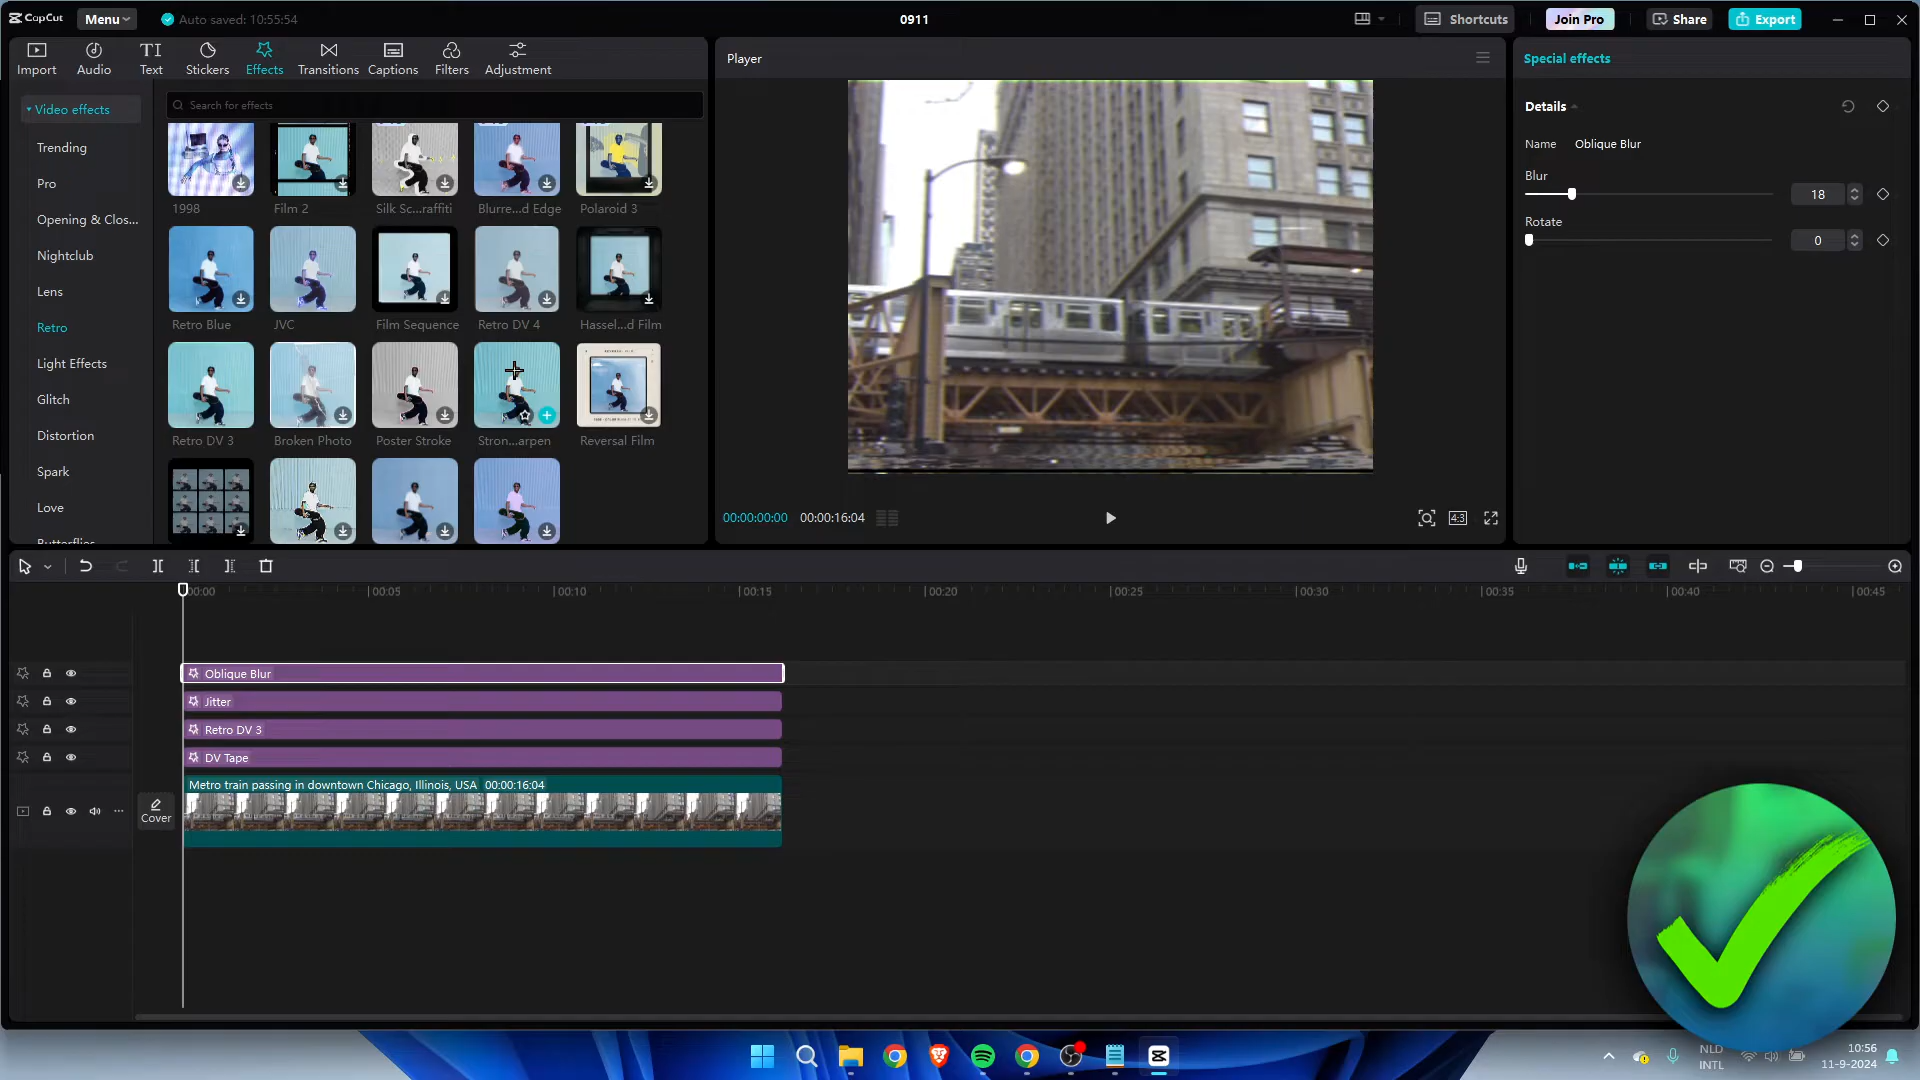 CapCut
Menu
Auto saved: 10:55:54
0911
Shortcuts
Join Pro
Share
Export
Import
Audio
TI
Text
Stickers
Effects
Transitions
Captions
Filters
Adjustment
Video effects
Trending
Pro
Opening & Clos...
Nightclub
Lens
Retro
Light Effects
Glitch
Distortion
Spark
Love
Butterflies
Search for effects
1998
Film 2
Silk Sc...raffiti
Blurre...d Edge
Polaroid 3
Retro Blue
JVC
Film Sequence
Retro DV 4
Hassel...d Film
Retro DV 3
Broken Photo
Poster Stroke
Stron...arpen
Reversal Film
Player
00:00:00:00
00:00:16:04
4:3
Special effects
Details
Name
Oblique Blur
Blur
18
Rotate
0
00:00
00:05
00:10
00:15
00:20
00:25
00:30
00:35
00:40
00:45
Oblique Blur
Jitter
Retro DV 3
DV Tape
Metro train passing in downtown Chicago, Illinois, USA 00:00:16:04
Cover
NLD
INTL
10:56
11-9-2024